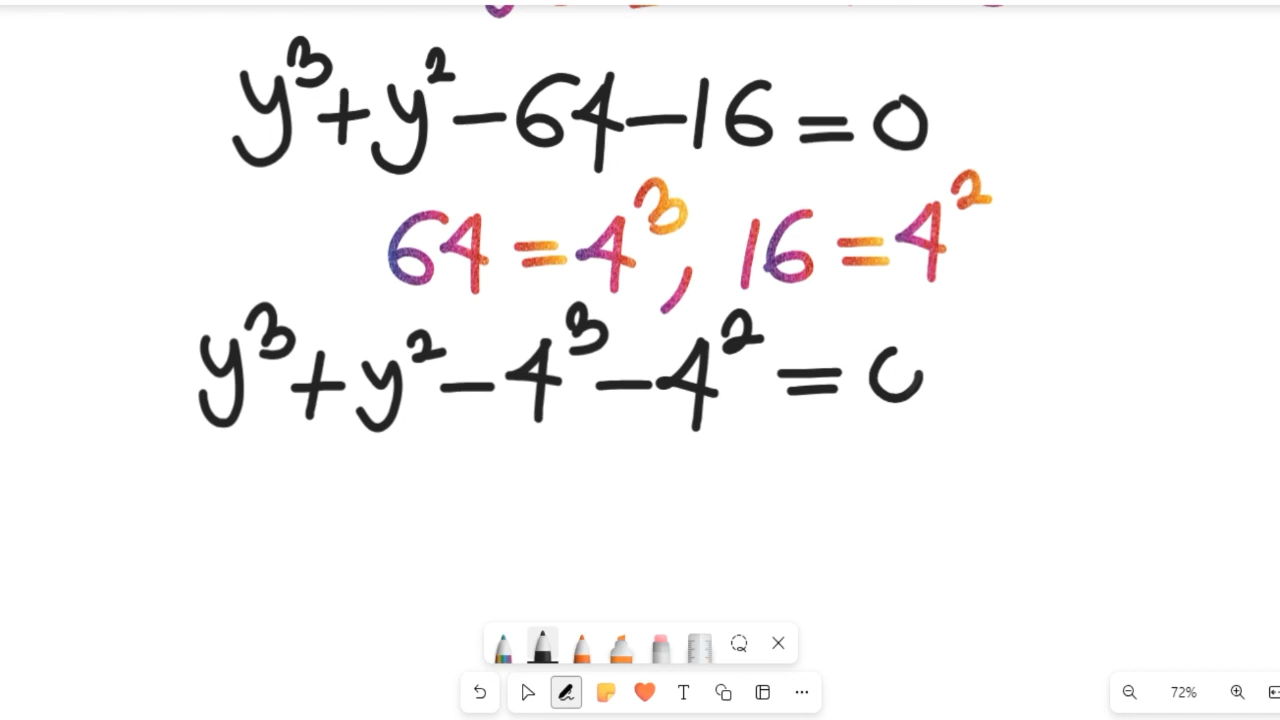 y³+y²-64-16=0
64=4³, 16=4²
y³+y²-4³-4²=0
72%